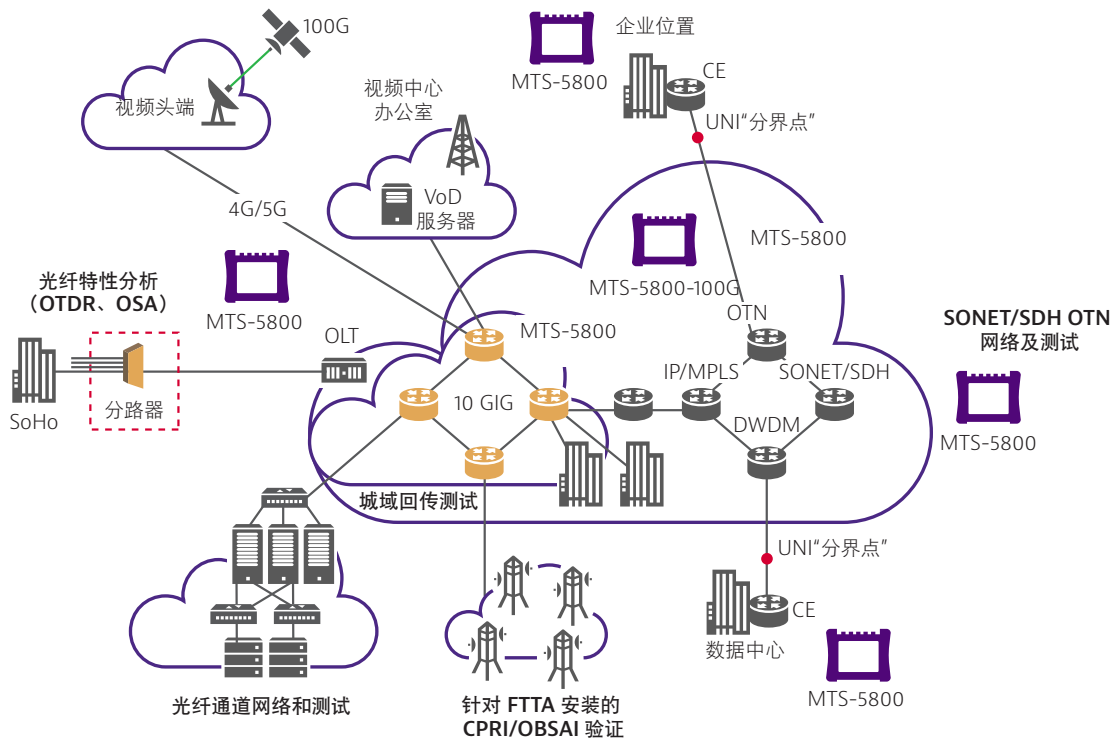 100G
视频头端
视频中心
办公室
VoD
服务器
4G/5G
企业位置
MTS-5800
CE
UNI“分界点”
MTS-5800
MTS-5800-100G
OTN
光纤特性分析
（OTDR、OSA）
MTS-5800
OLT
MTS-5800
SONET/SDH OTN
网络及测试
MTS-5800
SoHo
分路器
10 GIG
IP/MPLS
SONET/SDH
DWDM
城域回传测试
UNI“分界点”
CE
数据中心
MTS-5800
光纤通道网络和测试
针对 FTTA 安装的
CPRI/OBSAI 验证